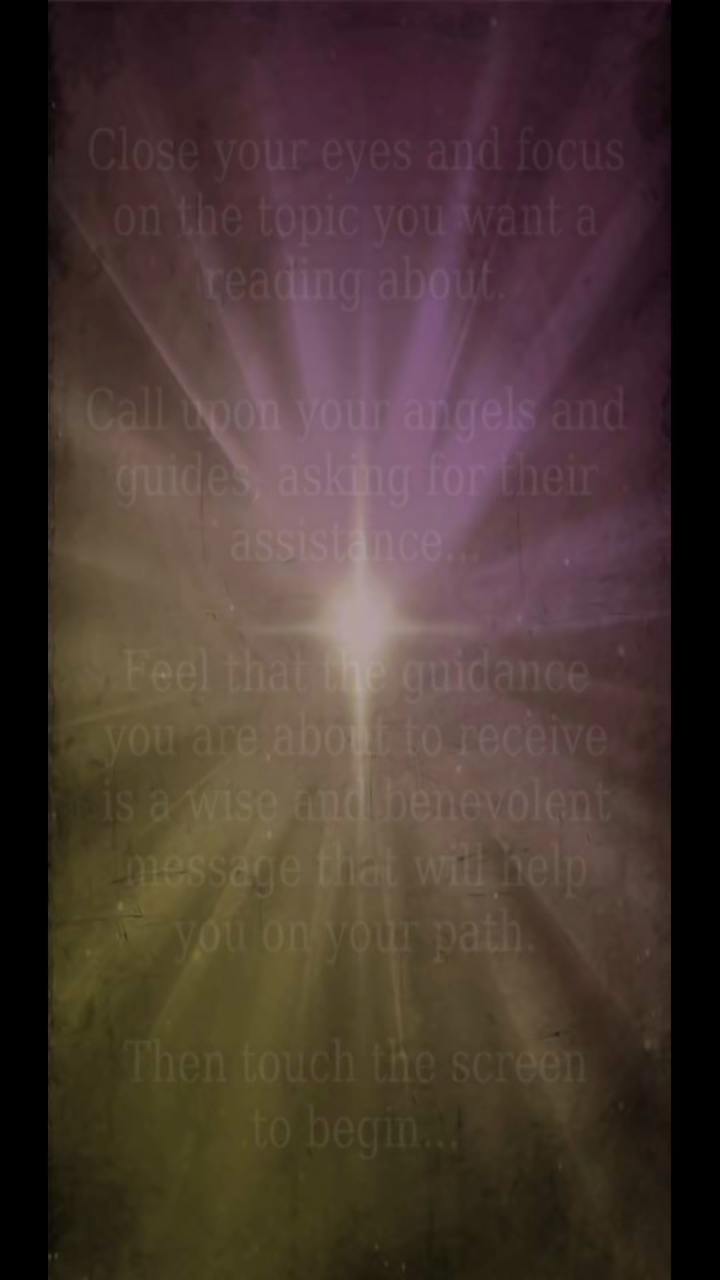 Close your eyes and focus
on the topic you want a
reading about.
Call upon your angels and
guides, asking for their
assistance...
Feel that the guidance
you are about to receive
is a wise and benevolent
message that will help
you on your path.
Then touch the screen
to begin...